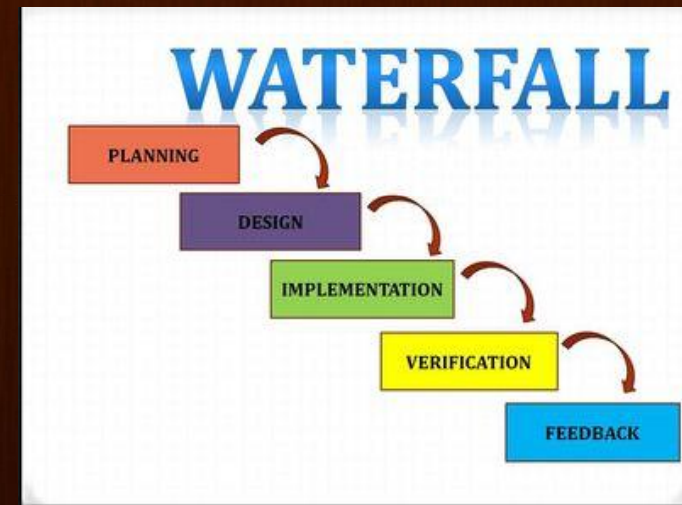 WATERFALL
PLANNING
DESIGN
IMPLEMENTATION
VERIFICATION
FEEDBACK